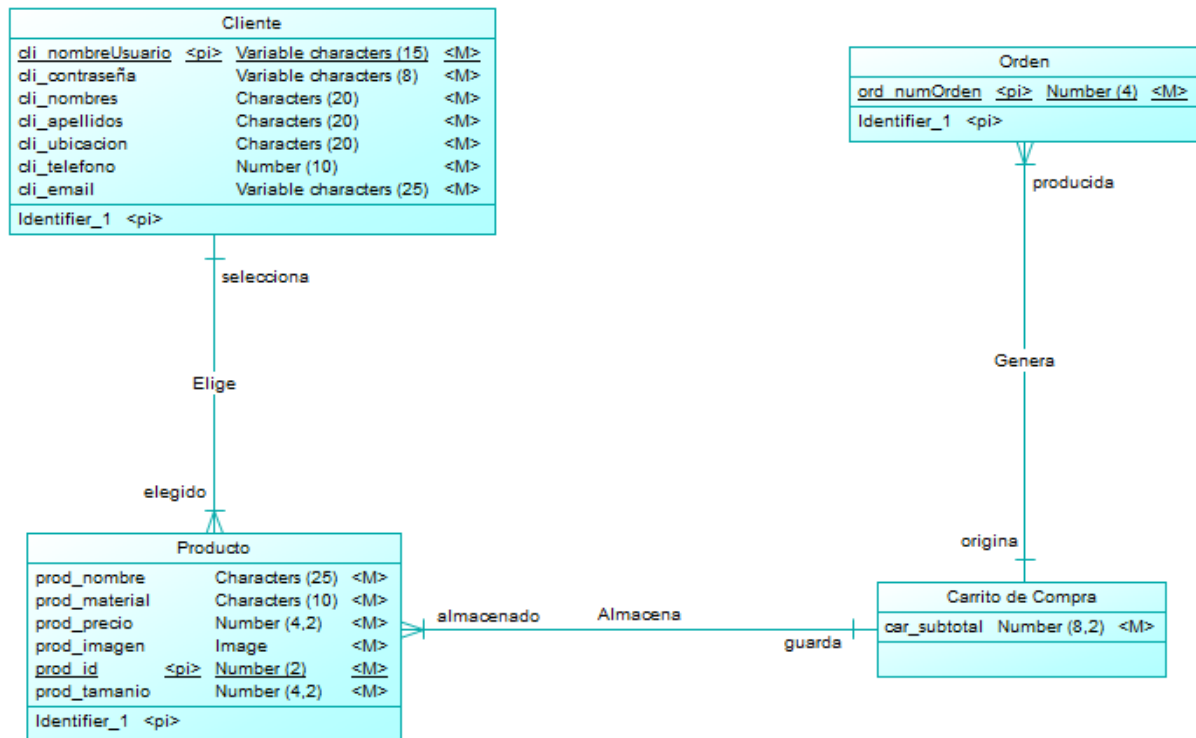 Cliente
cli_nombreUsuario <pi> Variable characters (15) <M>
cli_contraseña Variable characters (8) <M>
cli_nombres Characters (20) <M>
cli_apellidos Characters (20) <M>
cli_ubicacion Characters (20) <M>
cli_telefono Number (10) <M>
cli_email Variable characters (25) <M>
Identifier_1 <pi>
Orden
ord_numOrden <pi> Number (4) <M>
Identifier_1 <pi>
producida
selecciona
Genera
Elige
elegido
origina
Producto
prod_nombre Characters (25) <M>
prod_material Characters (10) <M>
prod_precio Number (4,2) <M>
prod_imagen Image <M>
prod_id <pi> Number (2) <M>
prod_tamanio Number (4,2) <M>
Identifier_1 <pi>
almacenado
Almacena
guarda
Carrito de Compra
car_subtotal Number (8,2) <M>